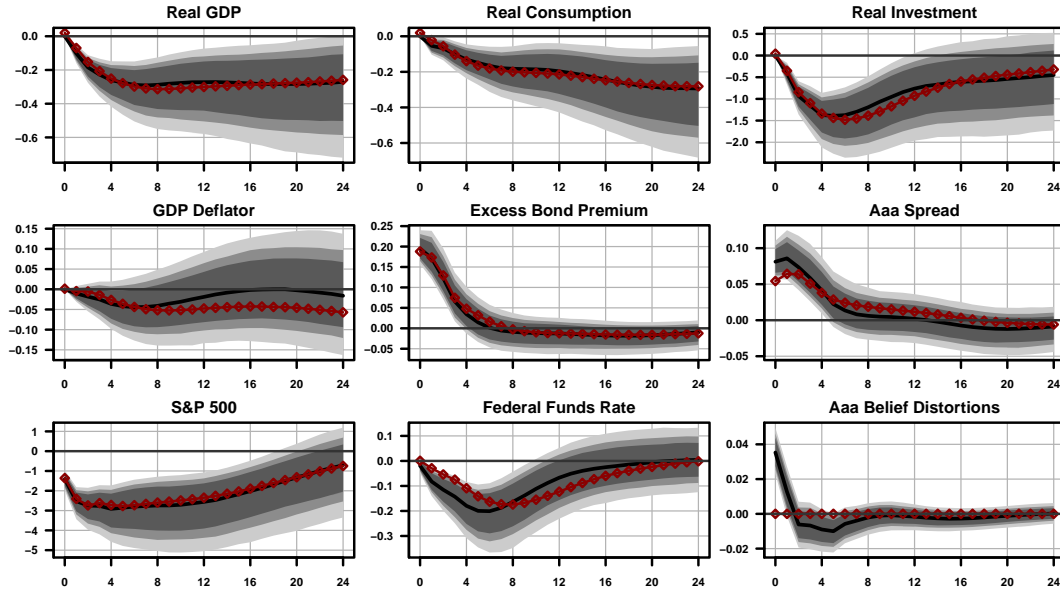 Real GDP
0.0
−0.2
−0.4
−0.6
0 4 8 12 16 20 24
Real Consumption
0.0
−0.2
−0.4
−0.6
0 4 8 12 16 20 24
Real Investment
0.5
0.0
−0.5
−1.0
−1.5
−2.0
0 4 8 12 16 20 24
GDP Deflator
0.15
0.10
0.05
0.00
−0.05
−0.10
−0.15
0 4 8 12 16 20 24
Excess Bond Premium
0.25
0.20
0.15
0.10
0.05
0.00
−0.05
0 4 8 12 16 20 24
Aaa Spread
0.10
0.05
0.00
−0.05
0 4 8 12 16 20 24
S&P 500
1
0
−1
−2
−3
−4
−5
0 4 8 12 16 20 24
Federal Funds Rate
0.1
0.0
−0.1
−0.2
−0.3
0 4 8 12 16 20 24
Aaa Belief Distortions
0.04
0.02
0.00
−0.02
0 4 8 12 16 20 24